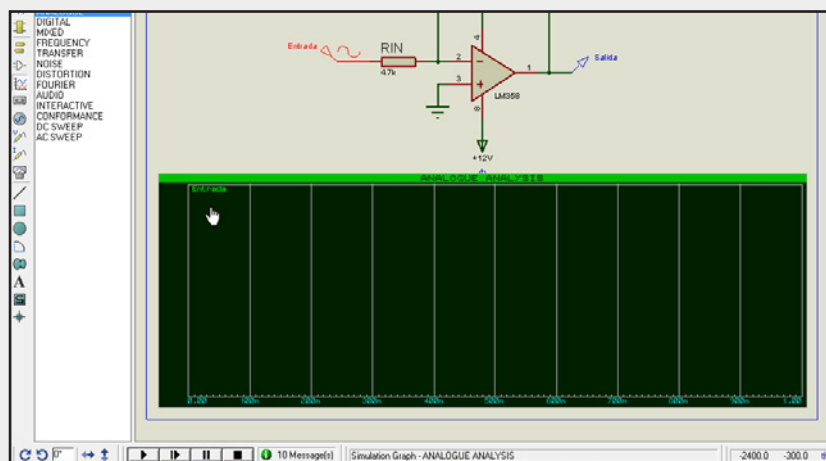 DIGITAL
MIXED
FREQUENCY
TRANSFER
NOISE
DISTORTION
FOURIER
AUDIO
INTERACTIVE
CONFORMANCE
DC SWEEP
AC SWEEP
A
Entrada
RIN
4.7k
4
2
3
1
8
LM358
Salida
+12V
ANALOGUE ANALYSIS
Entrada
0.00 100m 200m 300m 400m 500m 600m 700m 800m 900m 1.00
0°
10 Message(s)
Simulation Graph - ANALOGUE ANALYSIS
-2400.0 -300.0